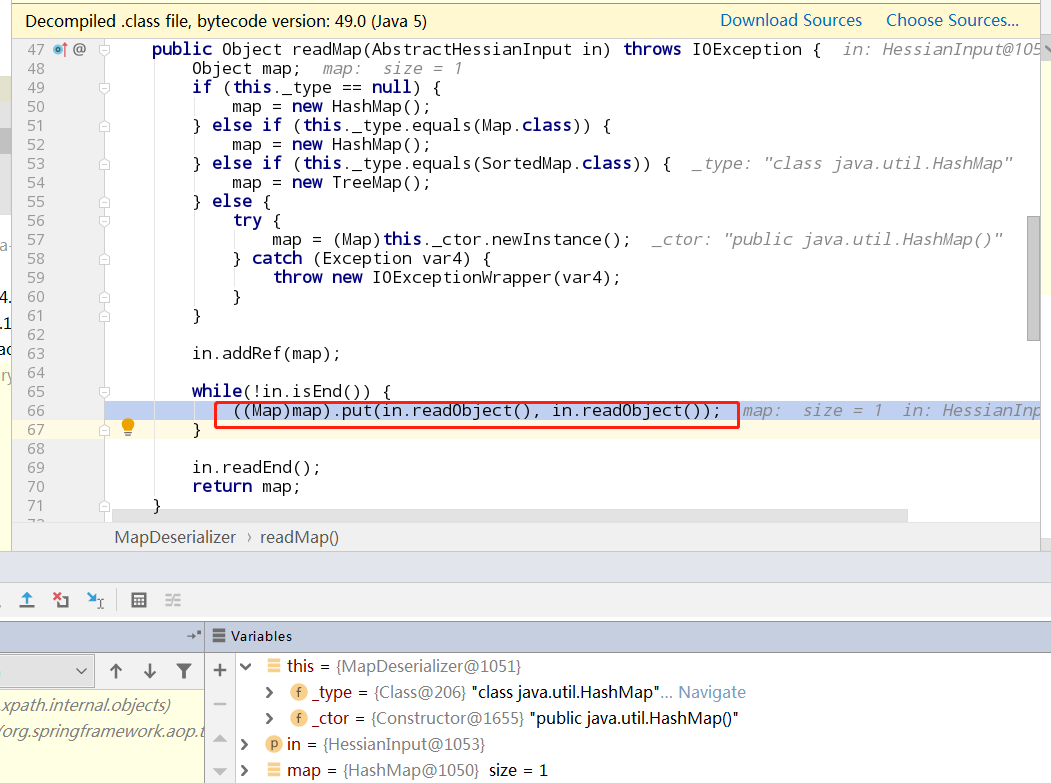 Decompiled .class file, bytecode version: 49.0 (Java 5) Download Sources Choose Sources...
47 @ public Object readMap(AbstractHessianInput in) throws IOException { in: HessianInput@105
48 Object map; map: size = 1
49 if (this._type == null) {
50 map = new HashMap();
51 } else if (this._type.equals(Map.class)) {
52 map = new HashMap();
53 } else if (this._type.equals(SortedMap.class)) { _type: "class java.util.HashMap"
54 map = new TreeMap();
55 } else {
56 try {
57 map = (Map)this._ctor.newInstance(); _ctor: "public java.util.HashMap()"
58 } catch (Exception var4) {
59 throw new IOExceptionWrapper(var4);
60 }
61 }
62
63 in.addRef(map);
64
65 while(!in.isEnd()) {
66 ((Map)map).put(in.readObject(), in.readObject()); map: size = 1 in: HessianInp
67 }
68
69 in.readEnd();
70 return map;
71 }
MapDeserializer › readMap()
Variables
this = {MapDeserializer@1051}
f _type = {Class@206} "class java.util.HashMap"... Navigate
f _ctor = {Constructor@1655} "public java.util.HashMap()"
p in = {HessianInput@1053}
map = {HashMap@1050} size = 1
.xpath.internal.objects)
/org.springframework.aop.t